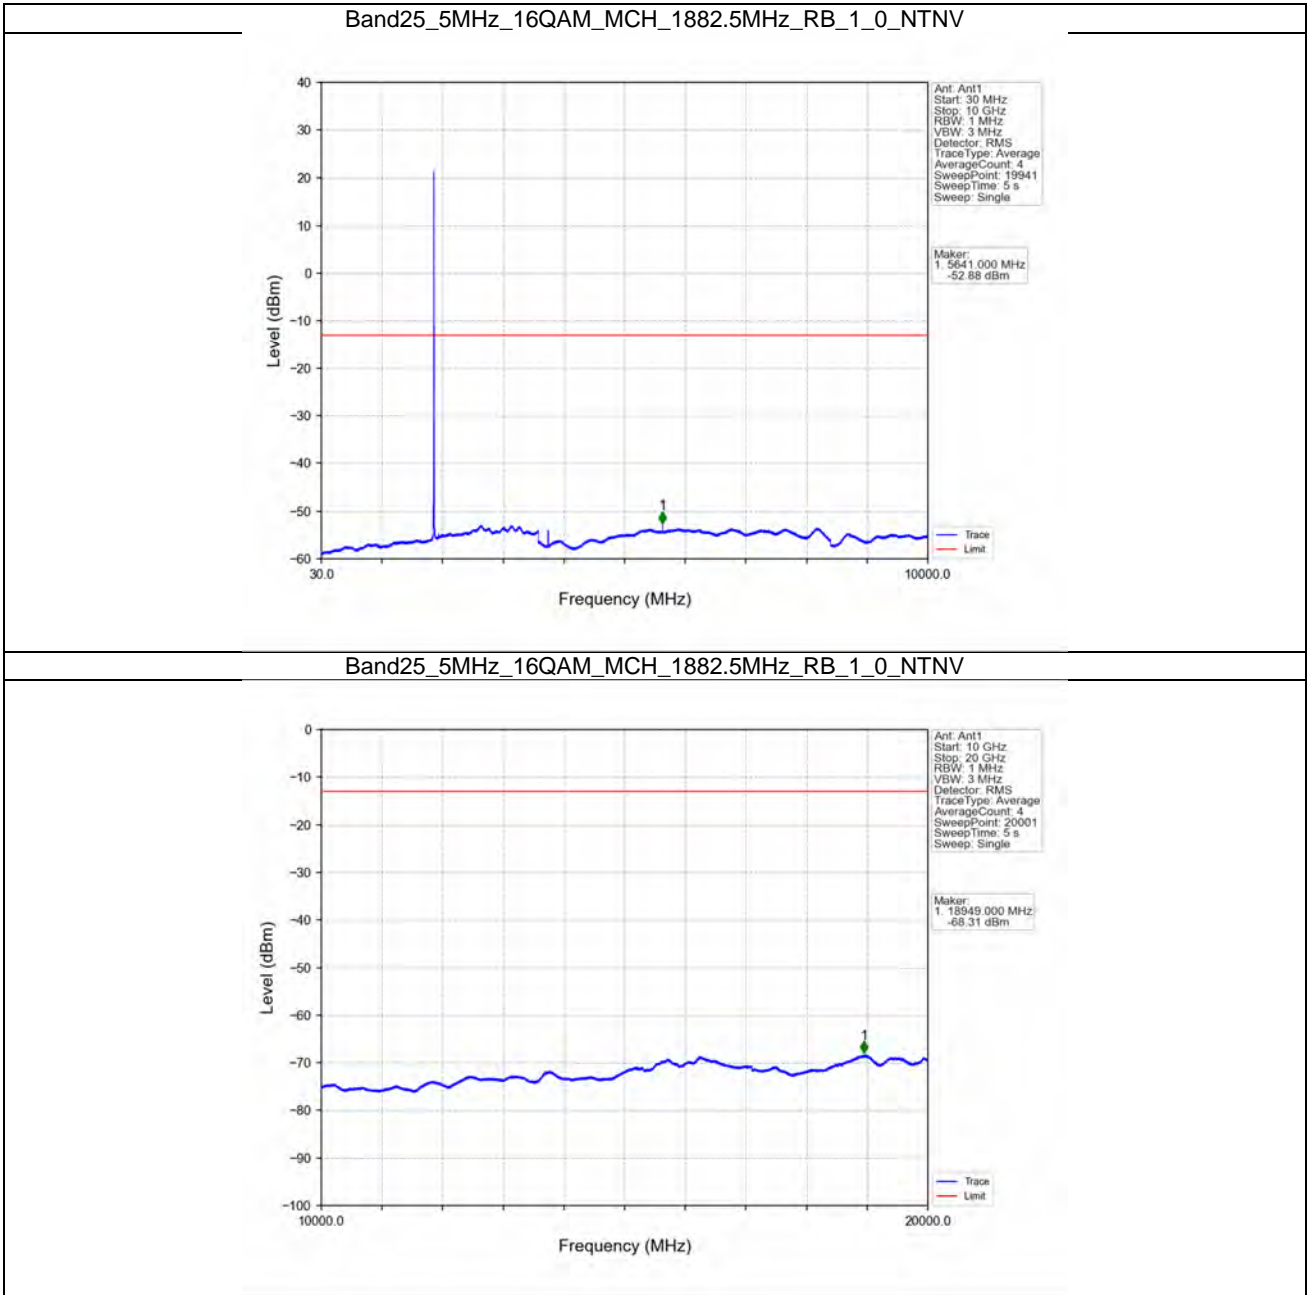 Band25_5MHz_16QAM_MCH_1882.5MHz_RB_1_0_NTNV
40
30
20
10
0
−10
−20
−30
−40
−50
−60
Level (dBm)
30.0
10000.0
Frequency (MHz)
1
Ant: Ant1
Start: 30 MHz
Stop: 10 GHz
RBW: 1 MHz
VBW: 3 MHz
Detector: RMS
TraceType: Average
AverageCount: 4
SweepPoint: 19941
SweepTime: 5 s
Sweep: Single
Maker:
1. 5641.000 MHz
-52.88 dBm
Trace
Limit
Band25_5MHz_16QAM_MCH_1882.5MHz_RB_1_0_NTNV
0
−10
−20
−30
−40
−50
−60
−70
−80
−90
−100
Level (dBm)
10000.0
20000.0
Frequency (MHz)
1
Ant: Ant1
Start: 10 GHz
Stop: 20 GHz
RBW: 1 MHz
VBW: 3 MHz
Detector: RMS
TraceType: Average
AverageCount: 4
SweepPoint: 20001
SweepTime: 5 s
Sweep: Single
Maker:
1. 18949.000 MHz
-68.31 dBm
Trace
Limit